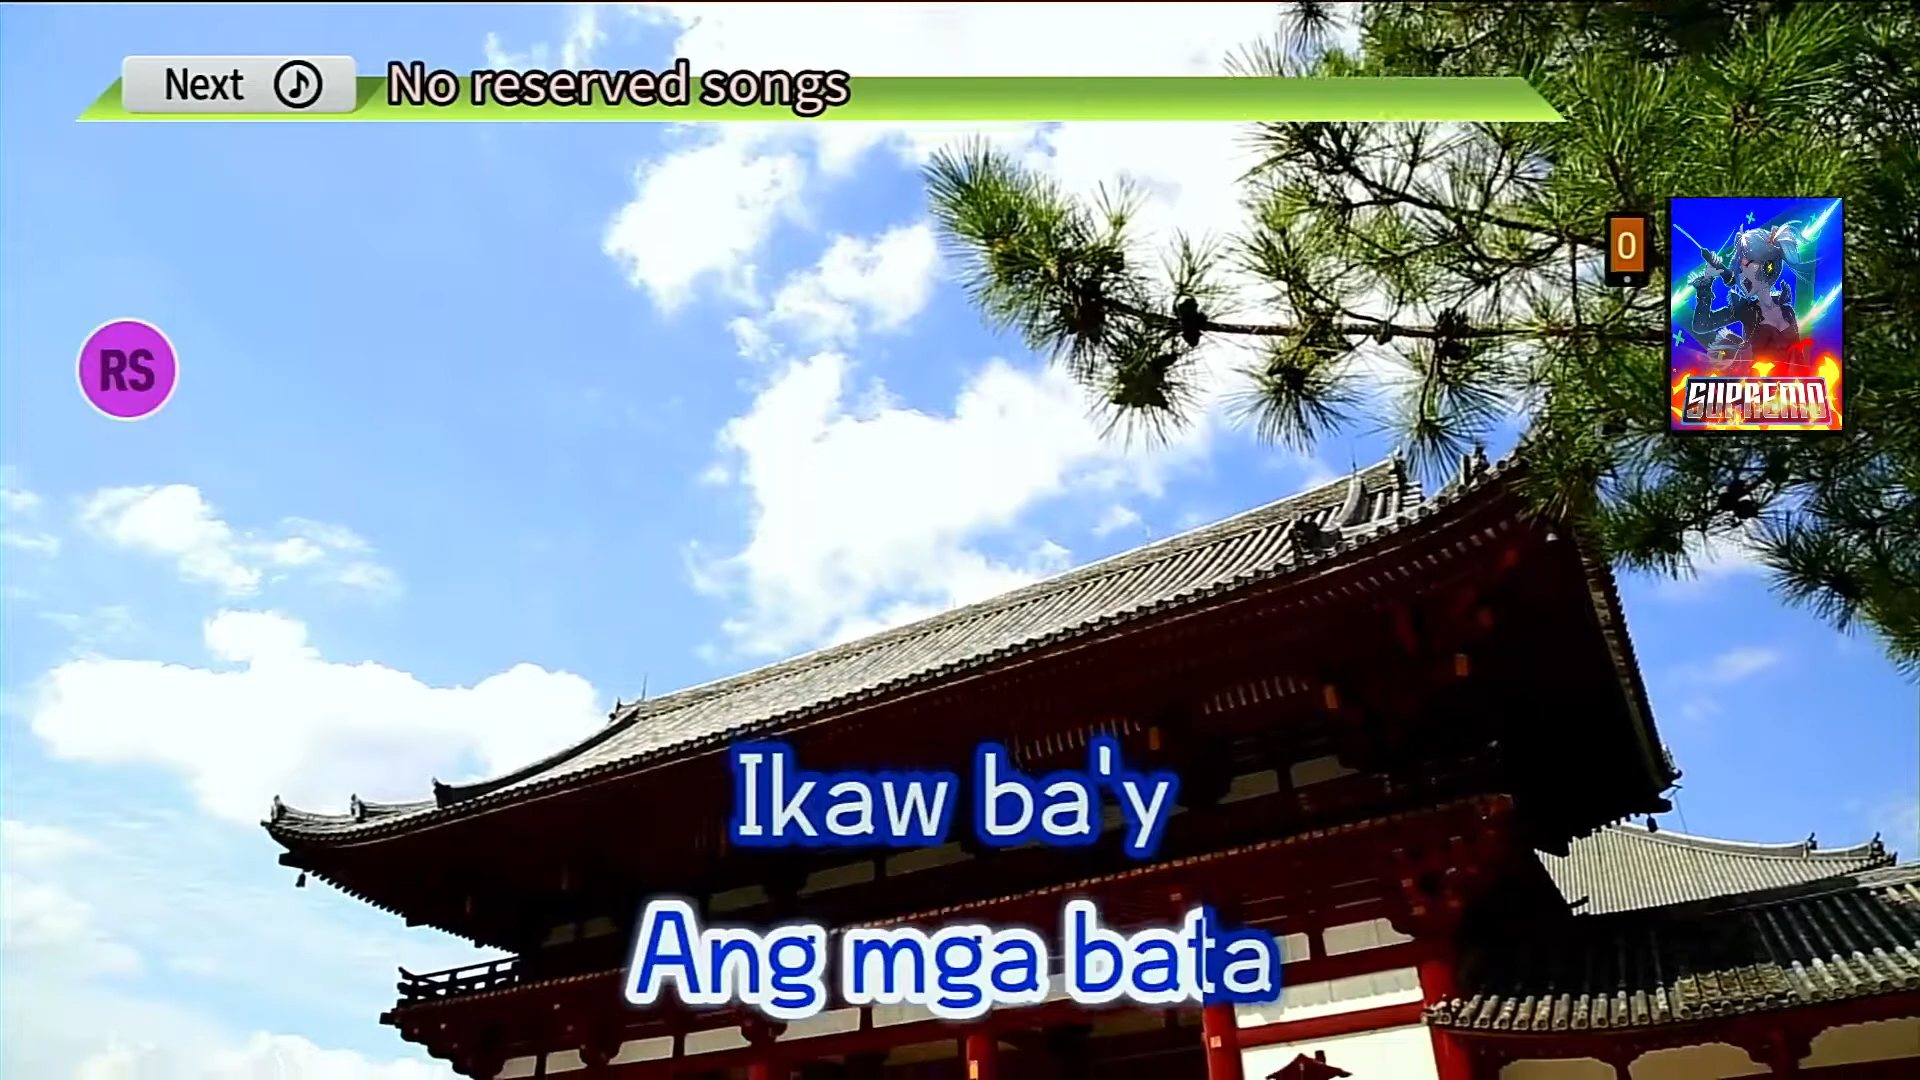 Next
No reserved songs
0
RS
SUPREMO
Ikaw ba'y
Ang mga bata